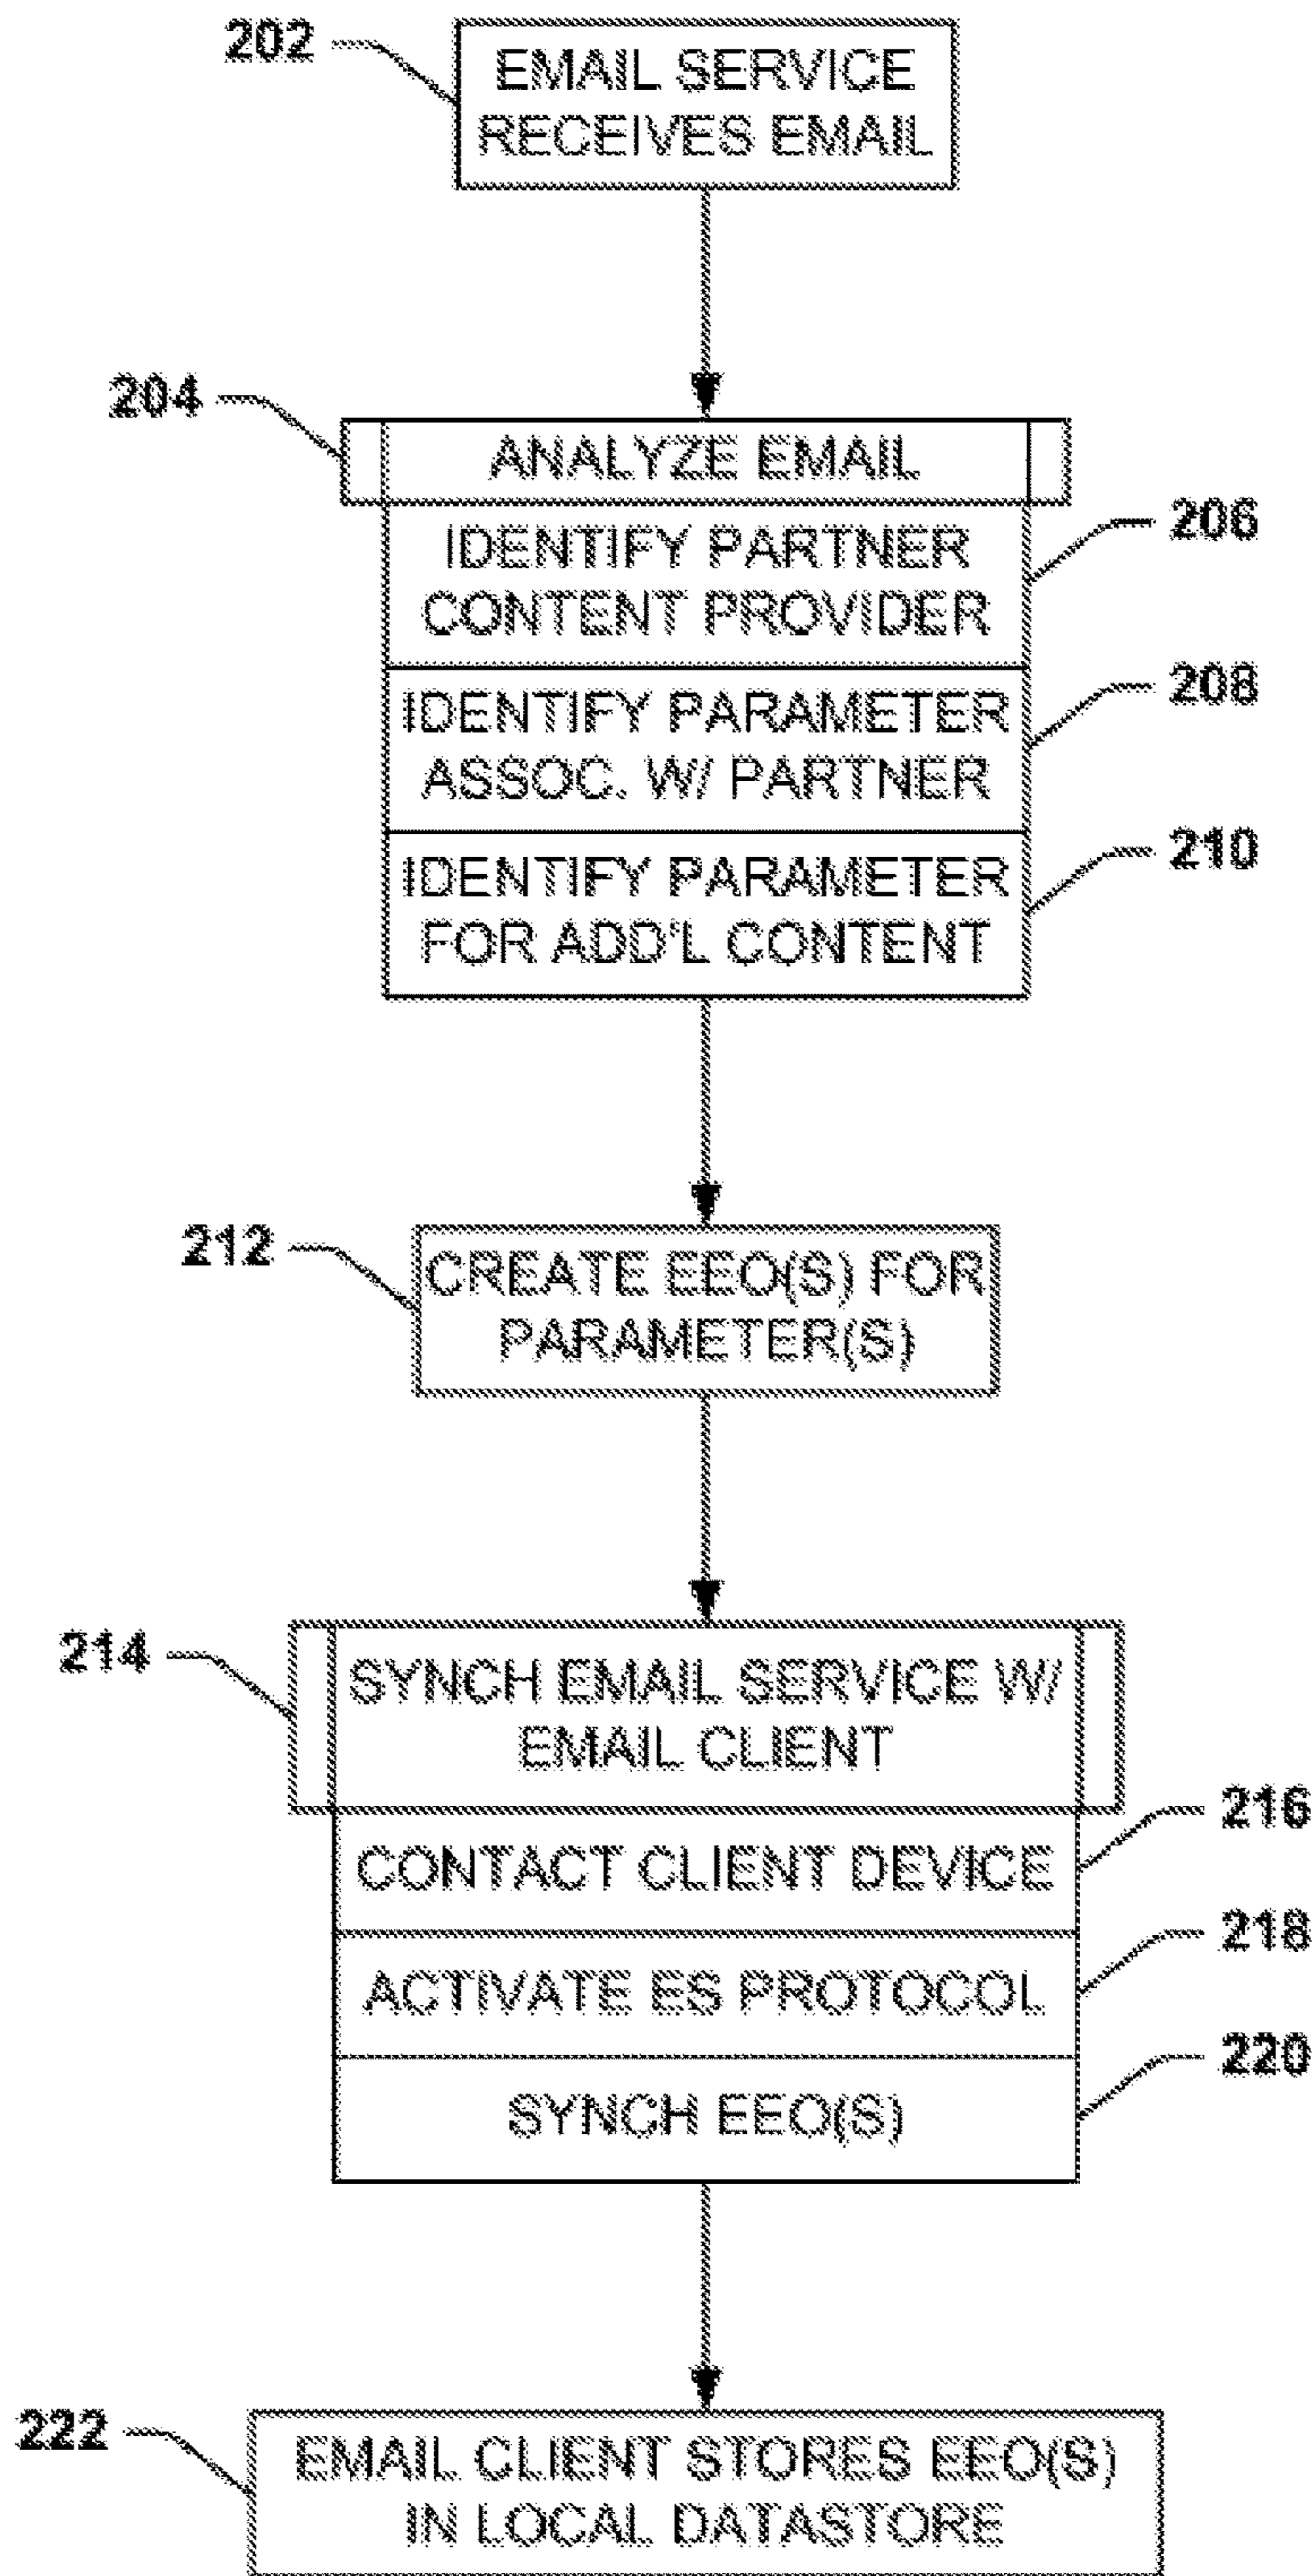 202
EMAIL SERVICE
RECEIVES EMAIL
204
ANALYZE EMAIL
206
IDENTIFY PARTNER
CONTENT PROVIDER
208
IDENTIFY PARAMETER
ASSOC. W/ PARTNER
210
IDENTIFY PARAMETER
FOR ADD'L CONTENT
212
CREATE EEO(S) FOR
PARAMETER(S)
214
SYNCH EMAIL SERVICE W/
EMAIL CLIENT
216
CONTACT CLIENT DEVICE
218
ACTIVATE ES PROTOCOL
220
SYNCH EEO(S)
222
EMAIL CLIENT STORES EEO(S)
IN LOCAL DATASTORE